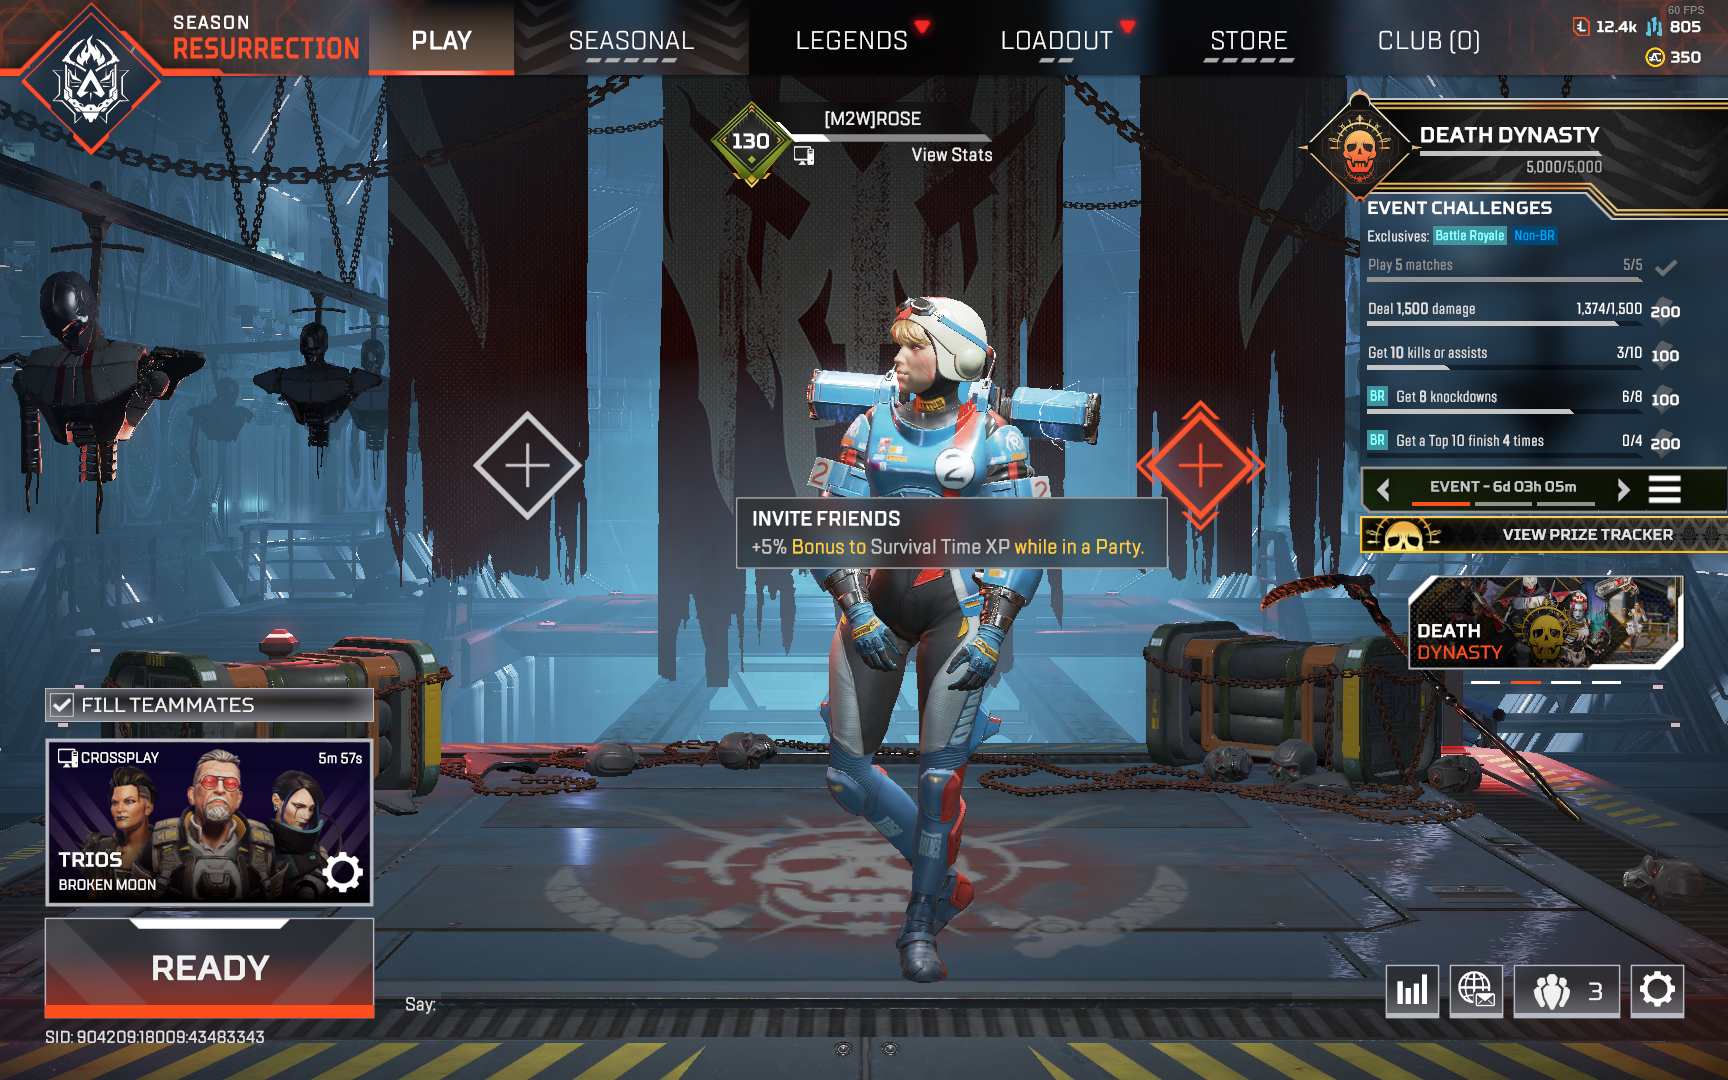 60 FPS
SEASON
RESURRECTION
PLAY
SEASONAL
LEGENDS
LOADOUT
STORE
CLUB (0)
12.4k
805
350
130
[M2W]ROSE
View Stats
DEATH DYNASTY
5,000/5,000
EVENT CHALLENGES
Exclusives: Battle Royale Non-BR
Play 5 matches 5/5
Deal 1,500 damage 1,374/1,500 200
Get 10 kills or assists 3/10 100
BR Get 8 knockdowns 6/8 100
BR Get a Top 10 finish 4 times 0/4 200
EVENT - 6d 03h 05m
VIEW PRIZE TRACKER
DEATH
DYNASTY
2
2
2
INVITE FRIENDS
+5% Bonus to Survival Time XP while in a Party.
FILL TEAMMATES
CROSSPLAY 5m 57s
TRIOS
BROKEN MOON
READY
Say:
3
SID: 904209:18009:43483343